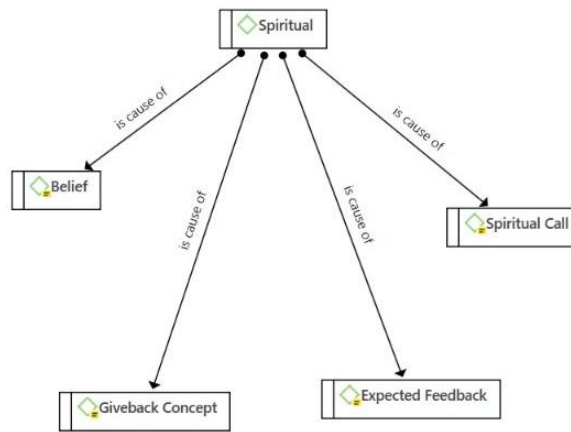 Spiritual
is cause of
is cause of
is cause of
is cause of
Belief
Spiritual Call
Giveback Concept
Expected Feedback